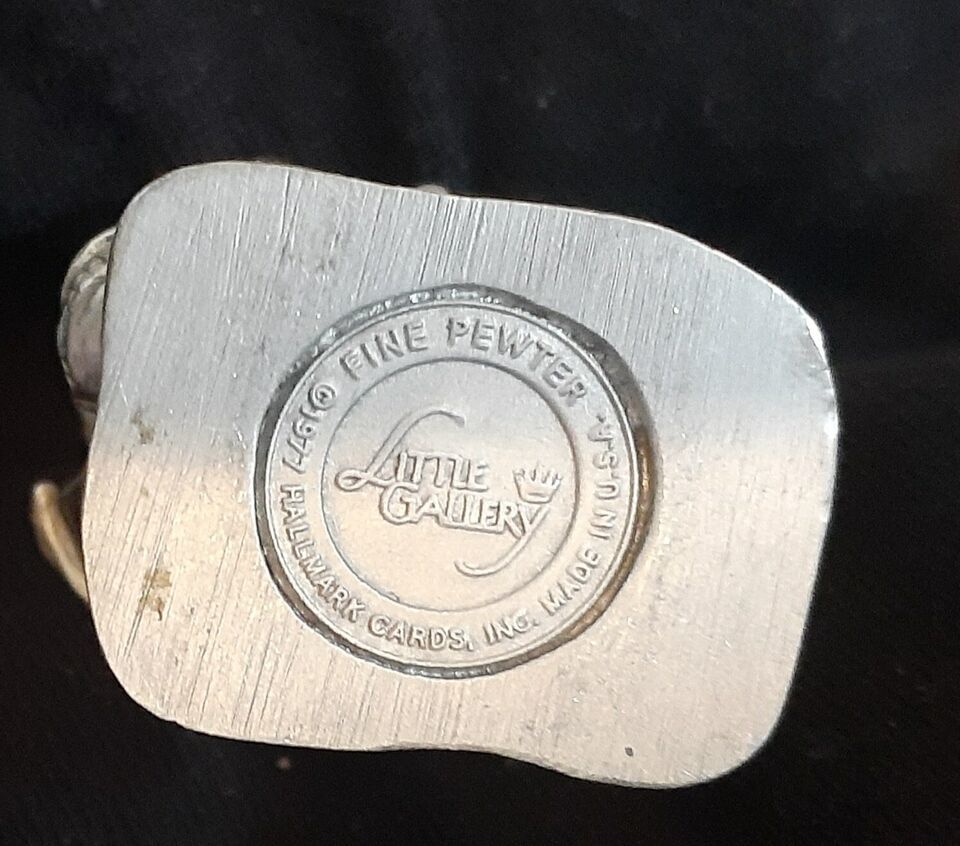 FINE PEWTER
©1977 HALLMARK CARDS, INC. MADE IN U.S.A.
LITTLE
GALLERY